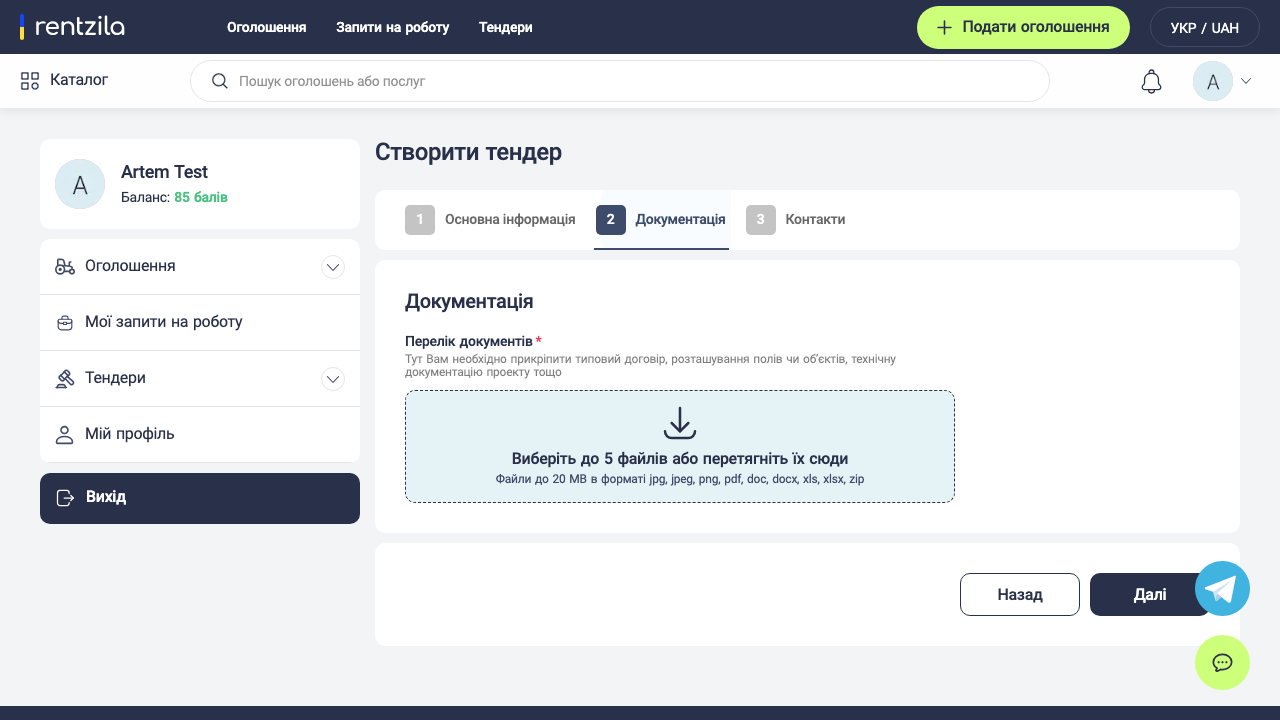 rentzila
Оголошення
Запити на роботу
Тендери
Подати оголошення
УКР / UAH
Каталог
Пошук оголошень або послуг
A
A
Artem Test
Баланс: 85 балів
Оголошення
Мої запити на роботу
Тендери
Мій профіль
Вихід
Створити тендер
1 Основна інформація
2 Документація
3 Контакти
Документація
Перелік документів *
Тут Вам необхідно прикріпити типовий договір, розташування полів чи об'єктів, технічну
документацію проекту тощо
Виберіть до 5 файлів або перетягніть їх сюди
Файли до 20 MB в форматі jpg, jpeg, png, pdf, doc, docx, xls, xlsx, zip
Назад
Далі